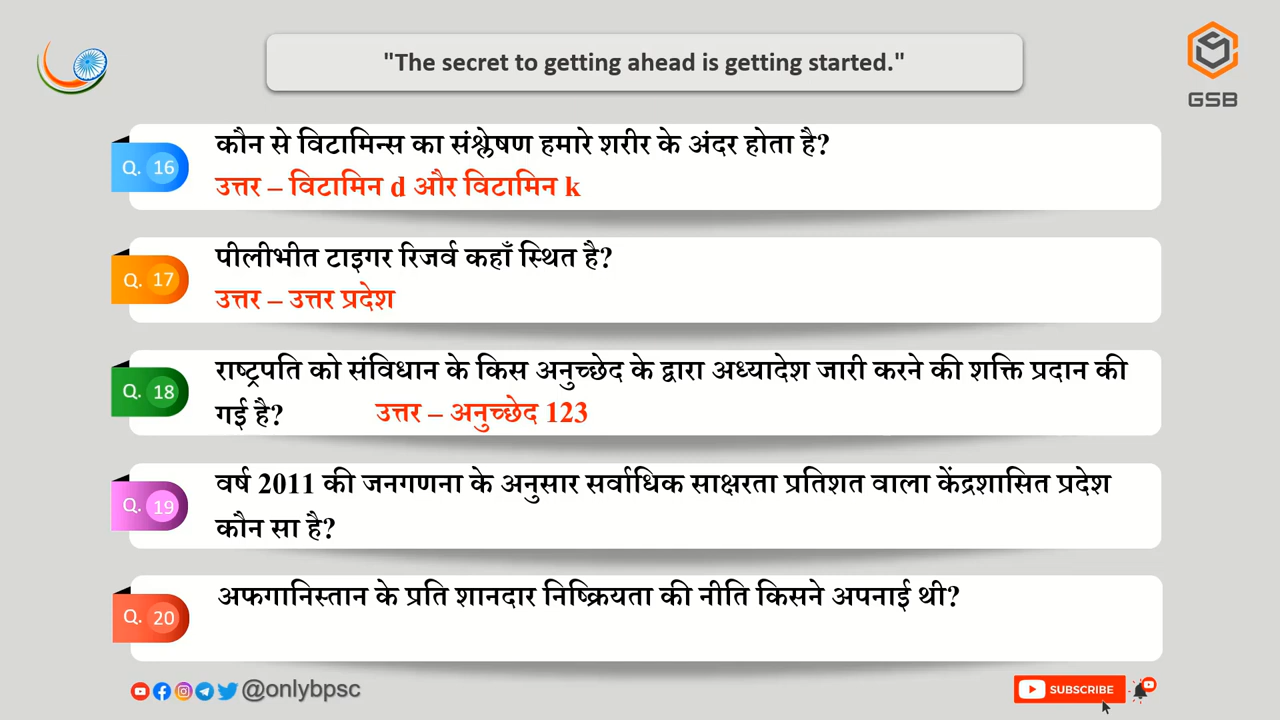 "The secret to getting ahead is getting started."
GSB
Q. 16
कौन से विटामिन्स का संश्लेषण हमारे शरीर के अंदर होता है?
उत्तर – विटामिन d और विटामिन k
Q. 17
पीलीभीत टाइगर रिजर्व कहाँ स्थित है?
उत्तर – उत्तर प्रदेश
Q. 18
राष्ट्रपति को संविधान के किस अनुच्छेद के द्वारा अध्यादेश जारी करने की शक्ति प्रदान की
गई है? उत्तर – अनुच्छेद 123
Q. 19
वर्ष 2011 की जनगणना के अनुसार सर्वाधिक साक्षरता प्रतिशत वाला केंद्रशासित प्रदेश
कौन सा है?
Q. 20
अफगानिस्तान के प्रति शानदार निष्क्रियता की नीति किसने अपनाई थी?
@onlybpsc
SUBSCRIBE